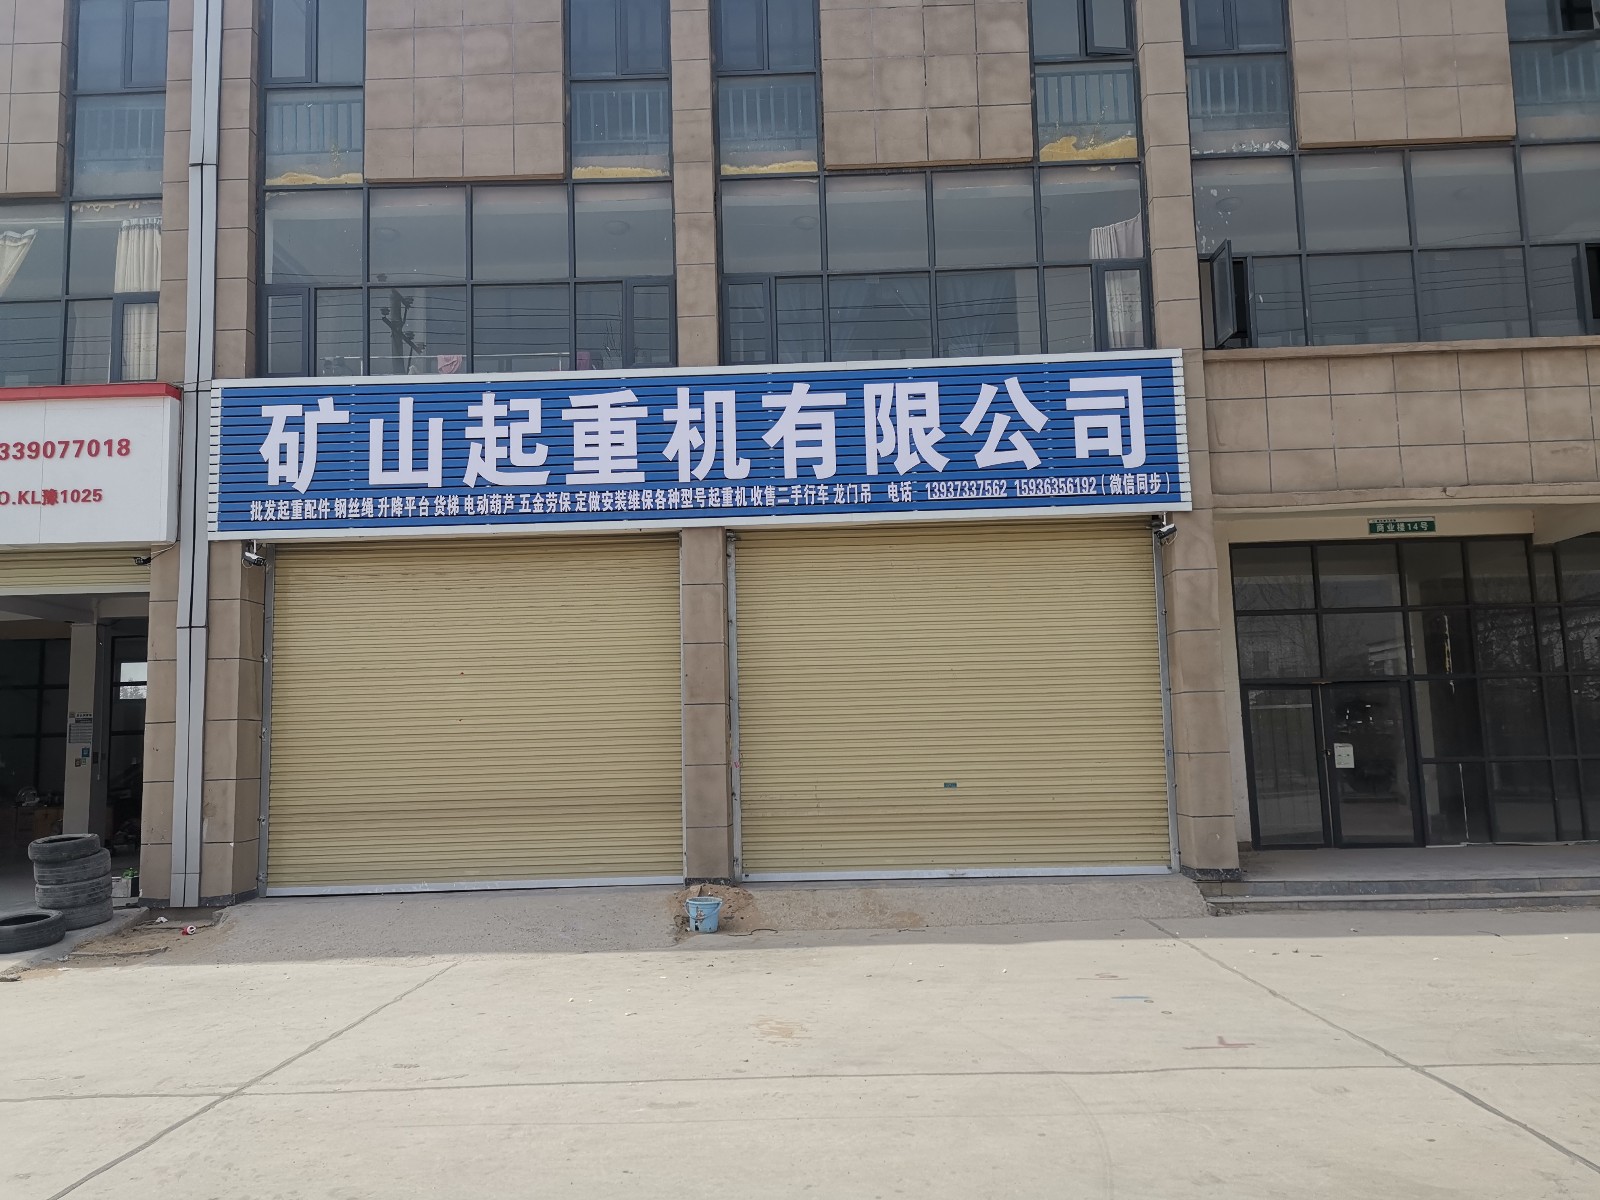 339077018
O.KL豫1025
矿山起重机有限公司
批发起重配件 钢丝绳 升降平台 货梯 电动葫芦 五金劳保 定做安装维保各种型号起重机 收售二手行车 龙门吊 电话 13937337562 15936356192（微信同步）
商业楼14号